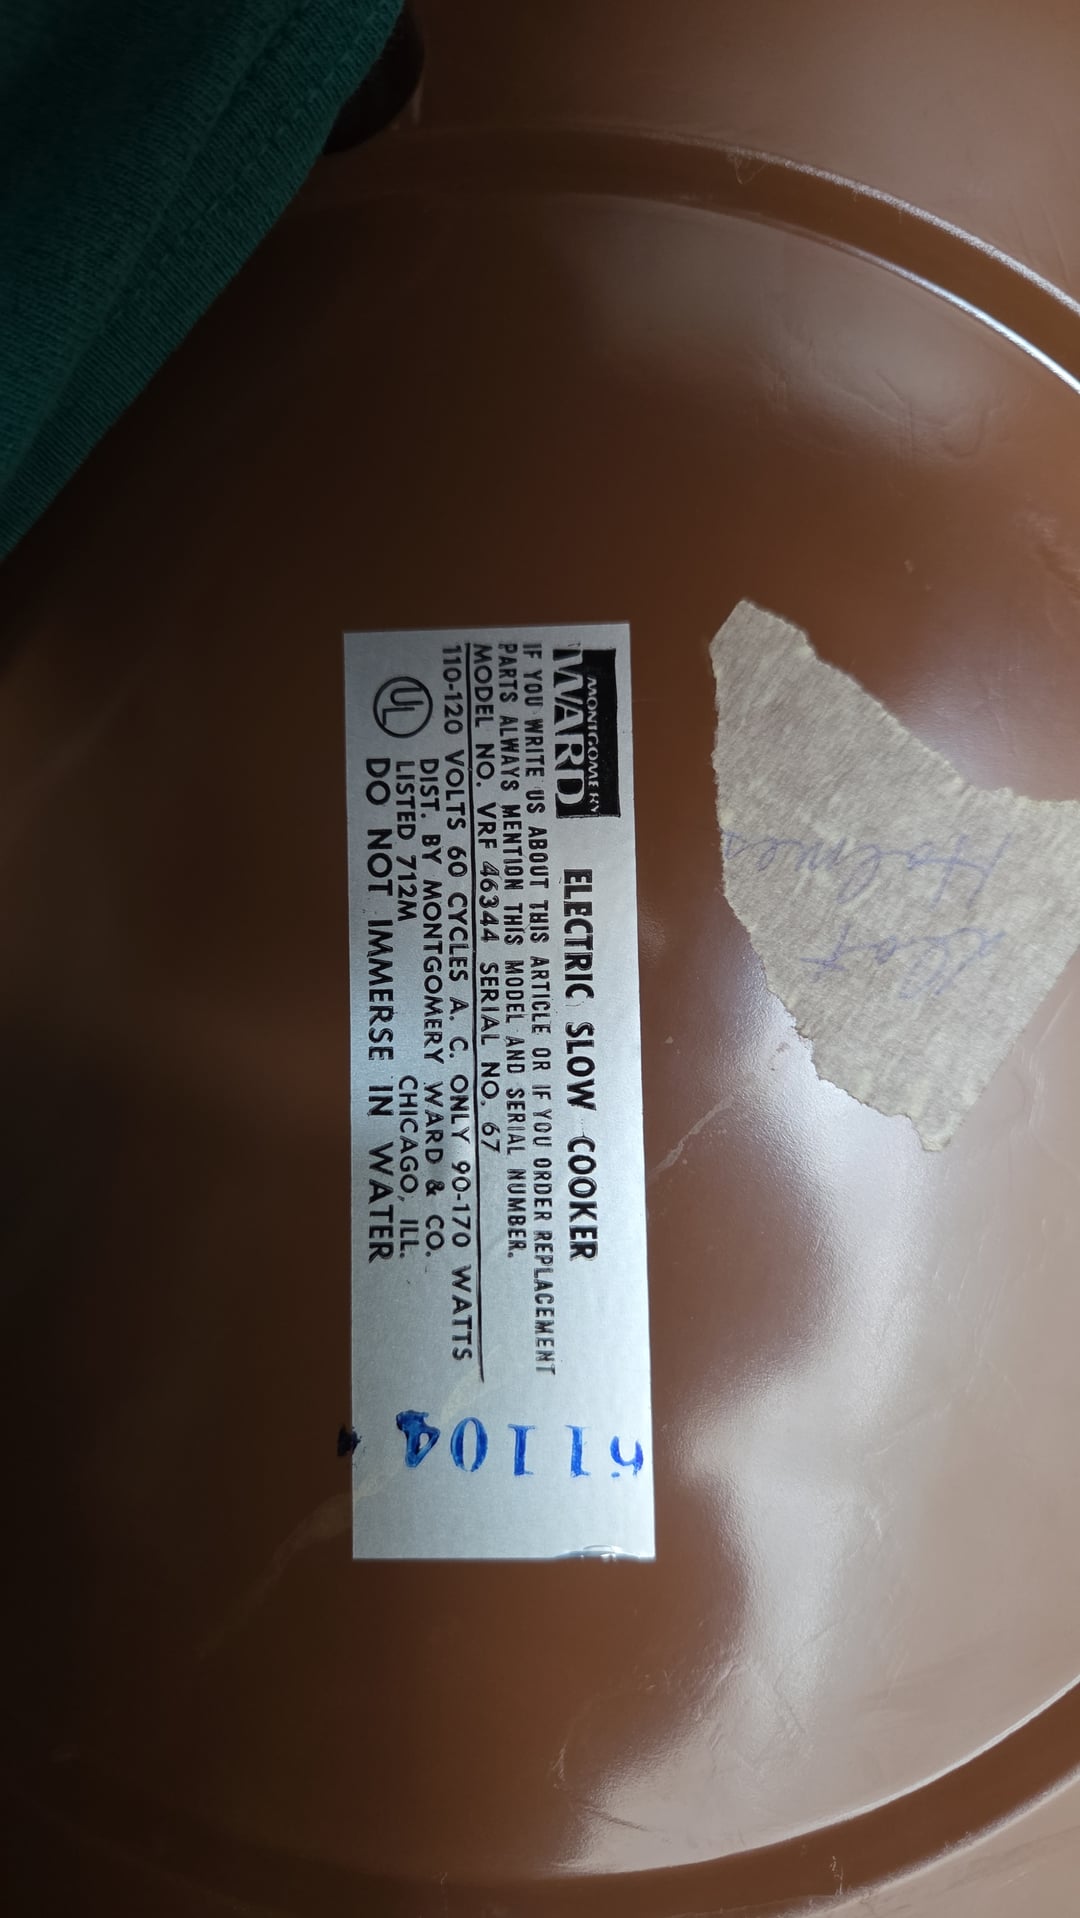 MONTGOMERY
WARD
ELECTRIC SLOW COOKER
IF YOU WRITE US ABOUT THIS ARTICLE OR IF YOU ORDER REPLACEMENT
PARTS ALWAYS MENTION THIS MODEL AND SERIAL NUMBER.
MODEL NO. VRF 46344 SERIAL NO. 67
110-120 VOLTS 60 CYCLES A. C. ONLY 90-170 WATTS
UL
DIST. BY MONTGOMERY WARD & CO.
LISTED 712M CHICAGO, ILL.
DO NOT IMMERSE IN WATER
Holmes